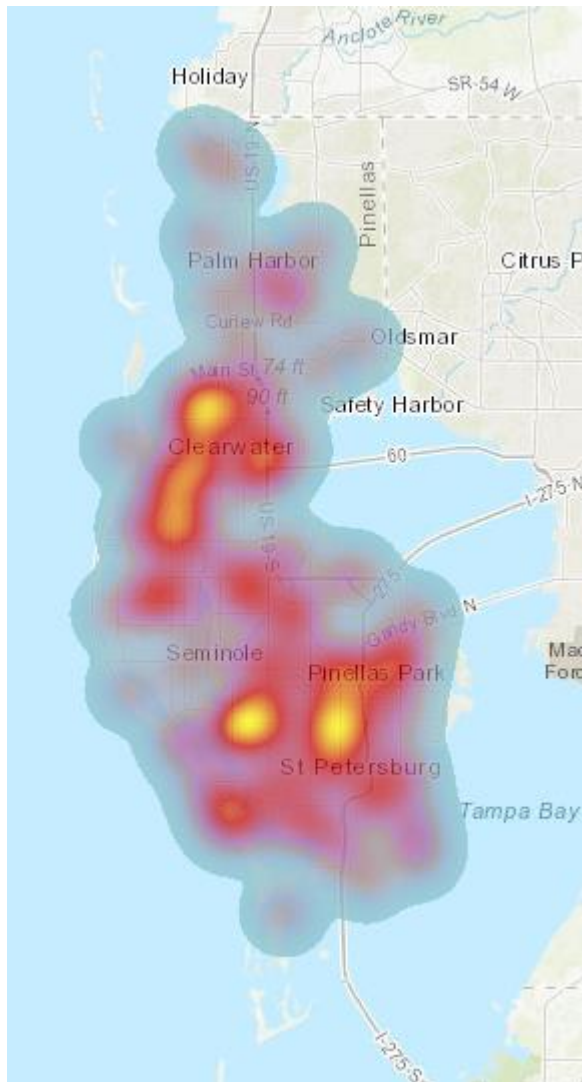 Anclote River
Holiday
SR-54 W
US-19-N
Pinellas
Palm Harbor
Citrus P
Curlew Rd
Oldsmar
Main St
74 ft
90 ft
Safety Harbor
Clearwater
60
I-275 N
US-19-S
275
Gandy Blvd N
Seminole
Mac
Forc
Pinellas Park
St Petersburg
Tampa Bay
I-275-S